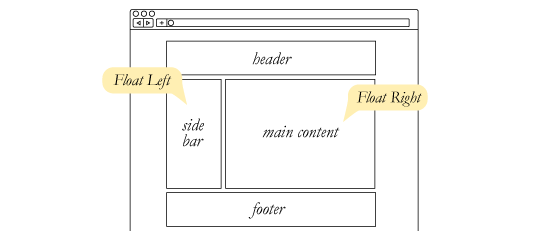 header
Float Left
Float Right
side
bar
main content
footer